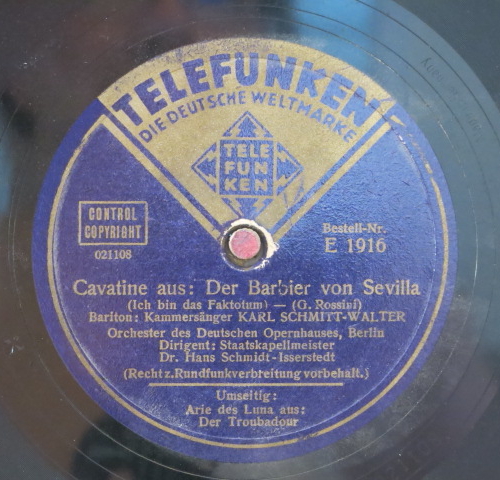 TELEFUNKEN
DIE DEUTSCHE WELTMARKE
TELE
FUN
KEN
CONTROL
COPYRIGHT
021108
Bestell-Nr.
E 1916
Cavatine aus: Der Barbier von Sevilla
(Ich bin das Faktotum) — (G. Rossini)
Bariton: Kammersänger KARL SCHMITT-WALTER
Orchester des Deutschen Opernhauses, Berlin
Dirigent: Staatskapellmeister
Dr. Hans Schmidt-Isserstedt
(Recht z. Rundfunkverbreitung vorbehalt.)
Umseitig:
Arie des Luna aus:
Der Troubadour